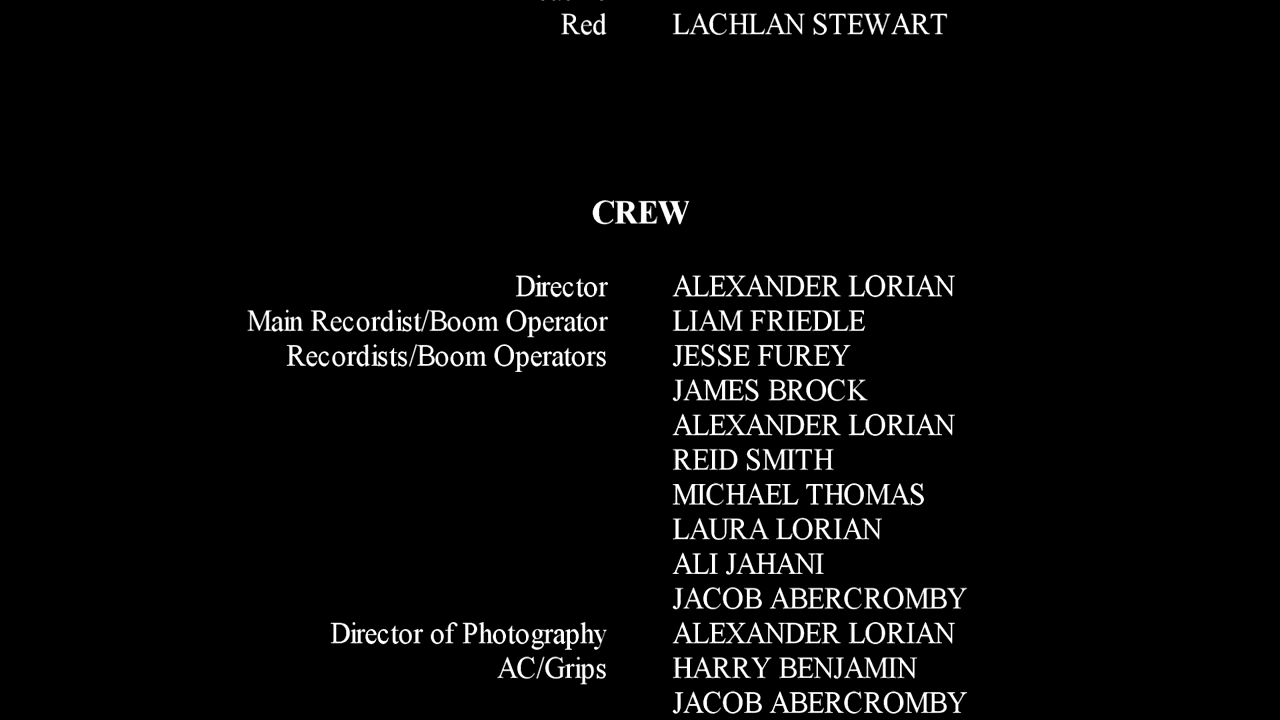 Red LACHLAN STEWART
CREW
Director ALEXANDER LORIAN
Main Recordist/Boom Operator LIAM FRIEDLE
Recordists/Boom Operators JESSE FUREY
JAMES BROCK
ALEXANDER LORIAN
REID SMITH
MICHAEL THOMAS
LAURA LORIAN
ALI JAHANI
JACOB ABERCROMBY
Director of Photography ALEXANDER LORIAN
AC/Grips HARRY BENJAMIN
JACOB ABERCROMBY